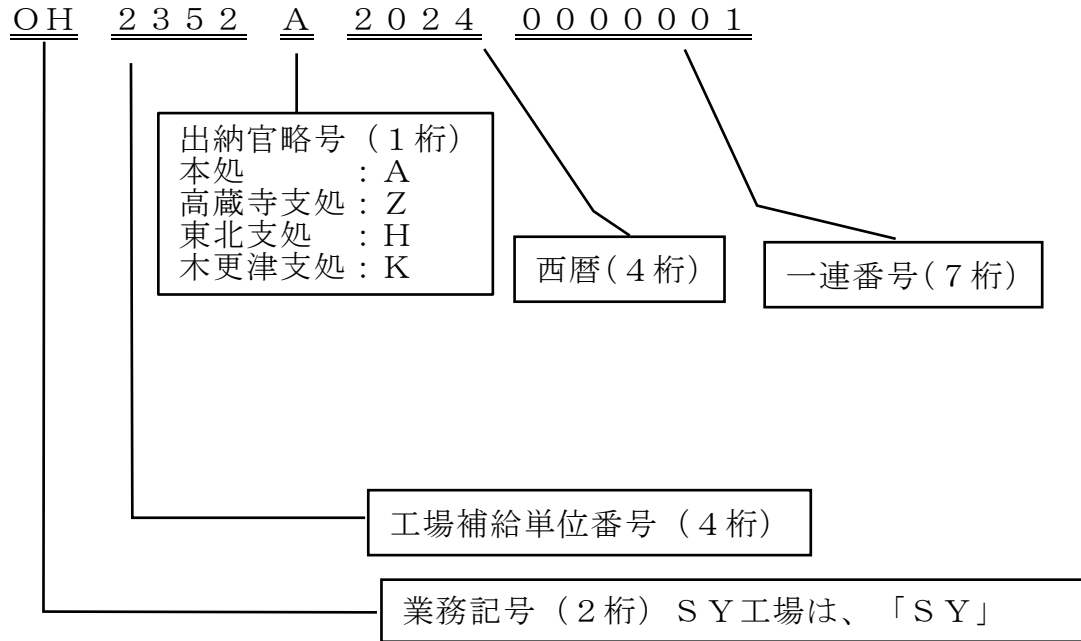 ＯＨ ２３５２ Ａ ２０２４ ０００００００１
出納官略号（１桁）
本処　　　：Ａ
高蔵寺支処：Ｚ
東北支処　：Ｈ
木更津支処：Ｋ
西暦（４桁）
一連番号（７桁）
工場補給単位番号（４桁）
業務記号（２桁）ＳＹ工場は、「ＳＹ」